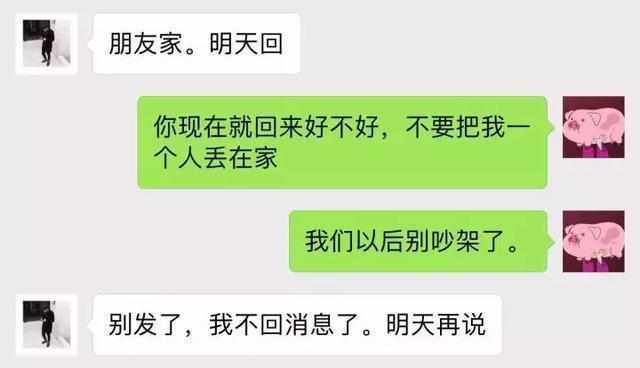 朋友家。明天回
你现在就回来好不好，不要把我一
个人丢在家
我们以后别吵架了。
别发了，我不回消息了。明天再说